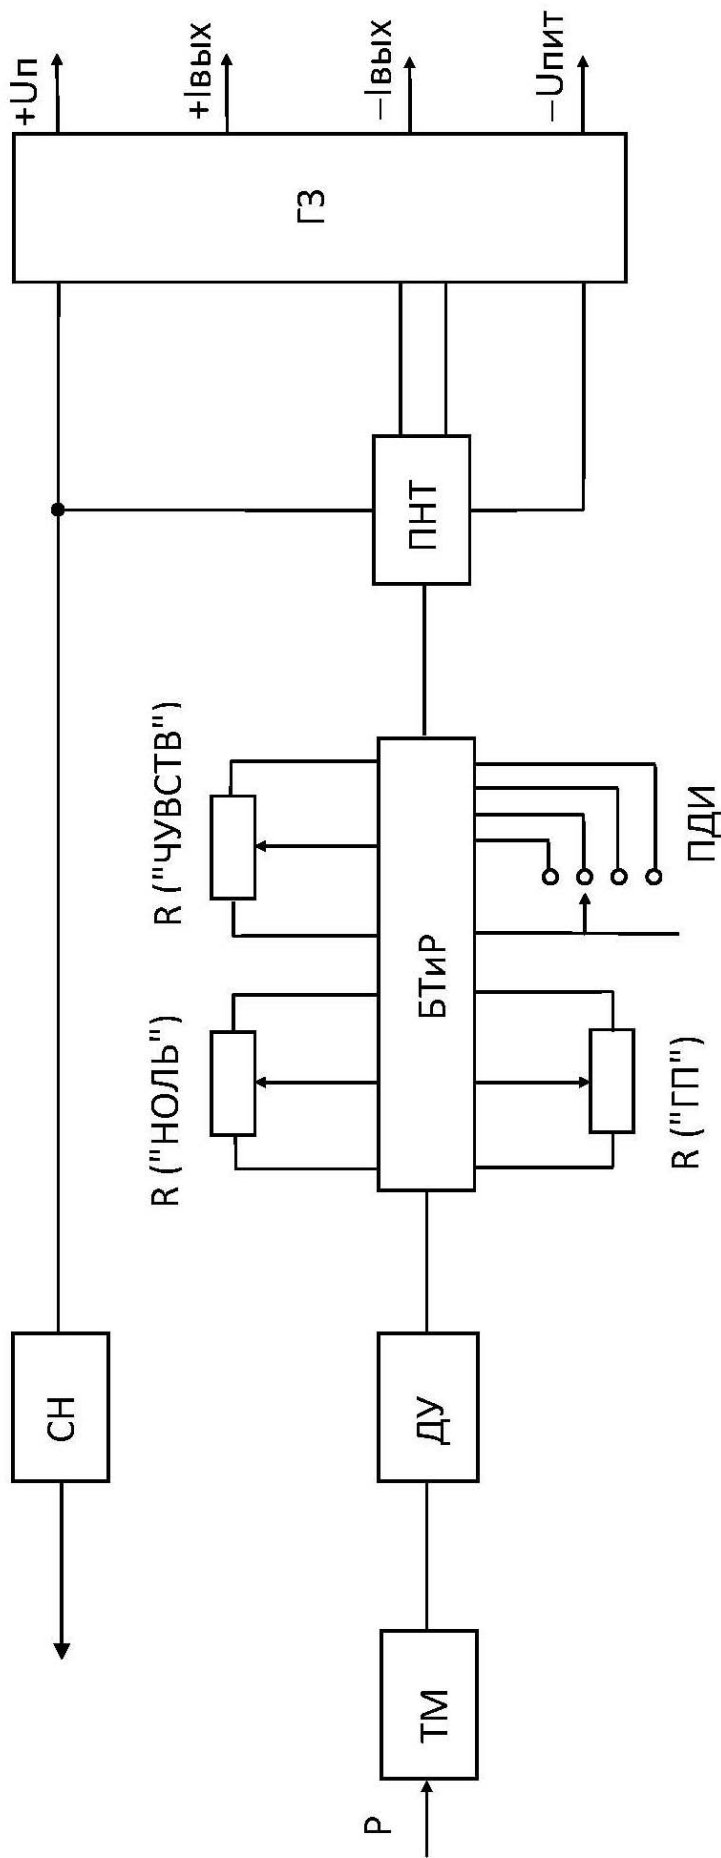 +Uп
+Iвых
−Iвых
−Uпит
ГЗ
ПНТ
R ("ЧУВСТВ")
R ("НОЛЬ")
БТиР
ПДИ
R ("ГП")
СН
ДУ
ТМ
P